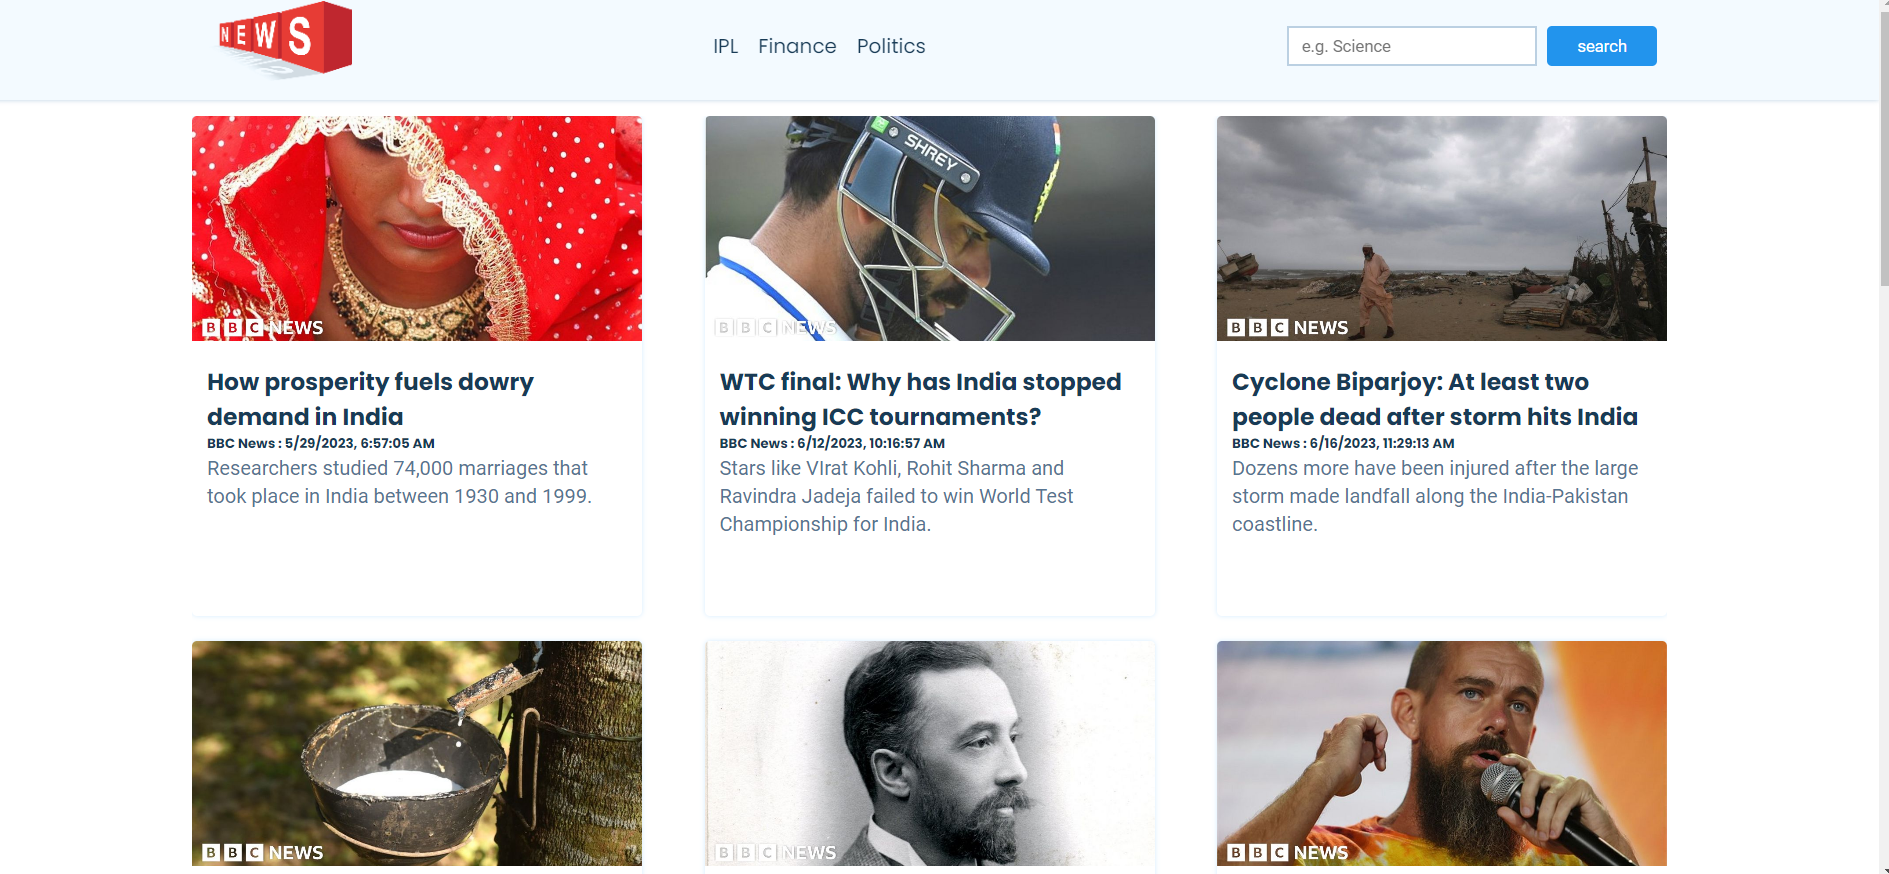 NEWS
IPL Finance Politics
e.g. Science
search
SHREY
BBC NEWS
BBC NEWS
BBC NEWS
How prosperity fuels dowry
demand in India
BBC News : 5/29/2023, 6:57:05 AM
Researchers studied 74,000 marriages that
took place in India between 1930 and 1999.
WTC final: Why has India stopped
winning ICC tournaments?
BBC News : 6/12/2023, 10:16:57 AM
Stars like VIrat Kohli, Rohit Sharma and
Ravindra Jadeja failed to win World Test
Championship for India.
Cyclone Biparjoy: At least two
people dead after storm hits India
BBC News : 6/16/2023, 11:29:13 AM
Dozens more have been injured after the large
storm made landfall along the India-Pakistan
coastline.
BBC NEWS
BBC NEWS
BBC NEWS